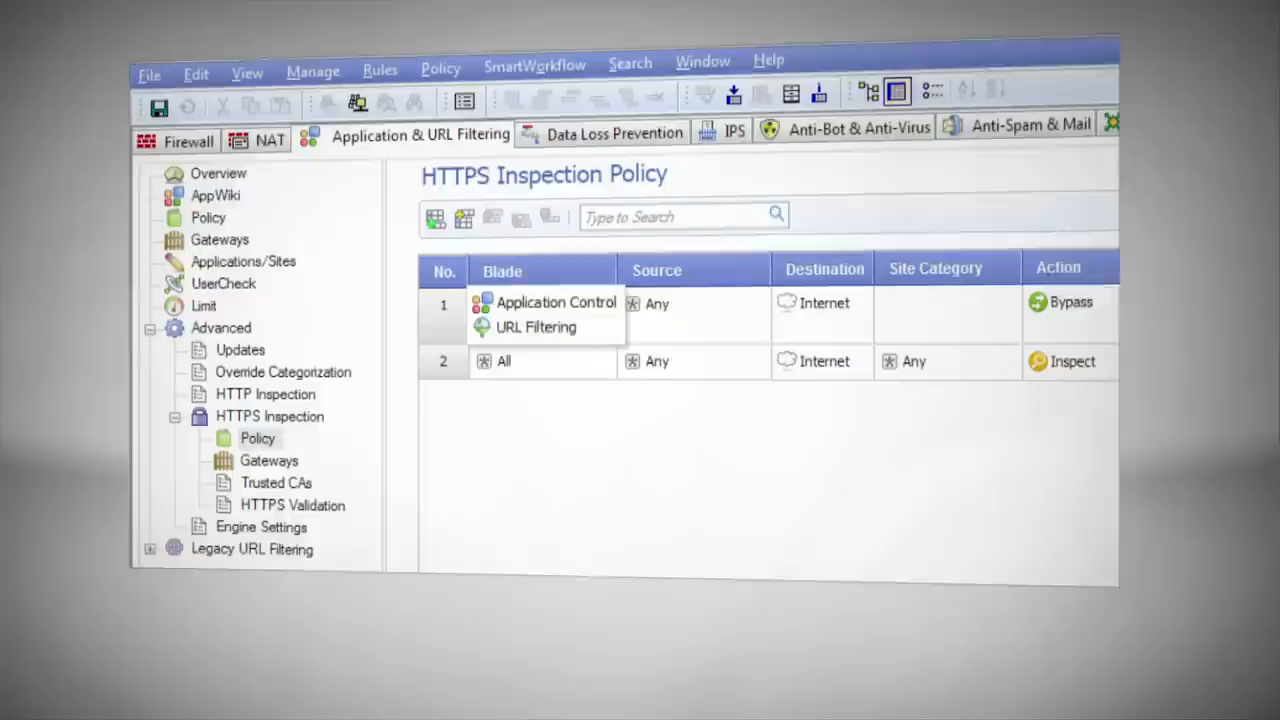 File Edit View Manage Rules Policy SmartWorkflow Search Window Help
Firewall NAT Application & URL Filtering Data Loss Prevention IPS Anti-Bot & Anti-Virus Anti-Spam & Mail
Overview
AppWiki
Policy
Gateways
Applications/Sites
UserCheck
Limit
Advanced
Updates
Override Categorization
HTTP Inspection
HTTPS Inspection
Policy
Gateways
Trusted CAs
HTTPS Validation
Engine Settings
Legacy URL Filtering
HTTPS Inspection Policy
Type to Search
No. Blade Source Destination Site Category Action
1 Application Control Any Internet Bypass
URL Filtering
2 All Any Internet Any Inspect